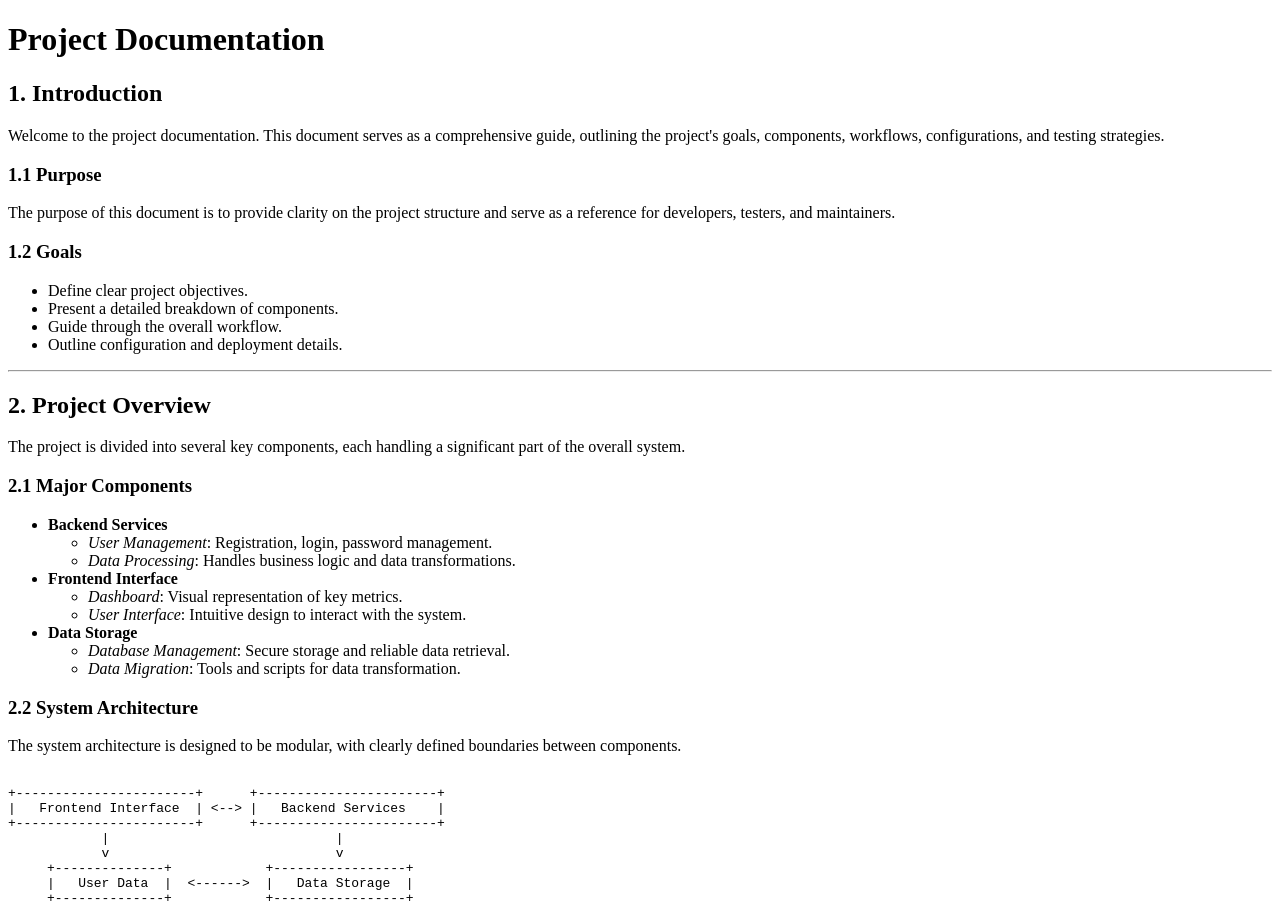 Project Documentation
1. Introduction
Welcome to the project documentation. This document serves as a comprehensive guide, outlining the project's goals, components, workflows, configurations, and testing strategies.
1.1 Purpose
The purpose of this document is to provide clarity on the project structure and serve as a reference for developers, testers, and maintainers.
1.2 Goals
• Define clear project objectives.
• Present a detailed breakdown of components.
• Guide through the overall workflow.
• Outline configuration and deployment details.
2. Project Overview
The project is divided into several key components, each handling a significant part of the overall system.
2.1 Major Components
• Backend Services
◦ User Management: Registration, login, password management.
◦ Data Processing: Handles business logic and data transformations.
• Frontend Interface
◦ Dashboard: Visual representation of key metrics.
◦ User Interface: Intuitive design to interact with the system.
• Data Storage
◦ Database Management: Secure storage and reliable data retrieval.
◦ Data Migration: Tools and scripts for data transformation.
2.2 System Architecture
The system architecture is designed to be modular, with clearly defined boundaries between components.
+-----------------------+      +-----------------------+
|   Frontend Interface  | <--> |   Backend Services    |
+-----------------------+      +-----------------------+
            |                             |
            v                             v
     +--------------+            +-----------------+
     |   User Data  |  <------>  |   Data Storage  |
     +--------------+            +-----------------+